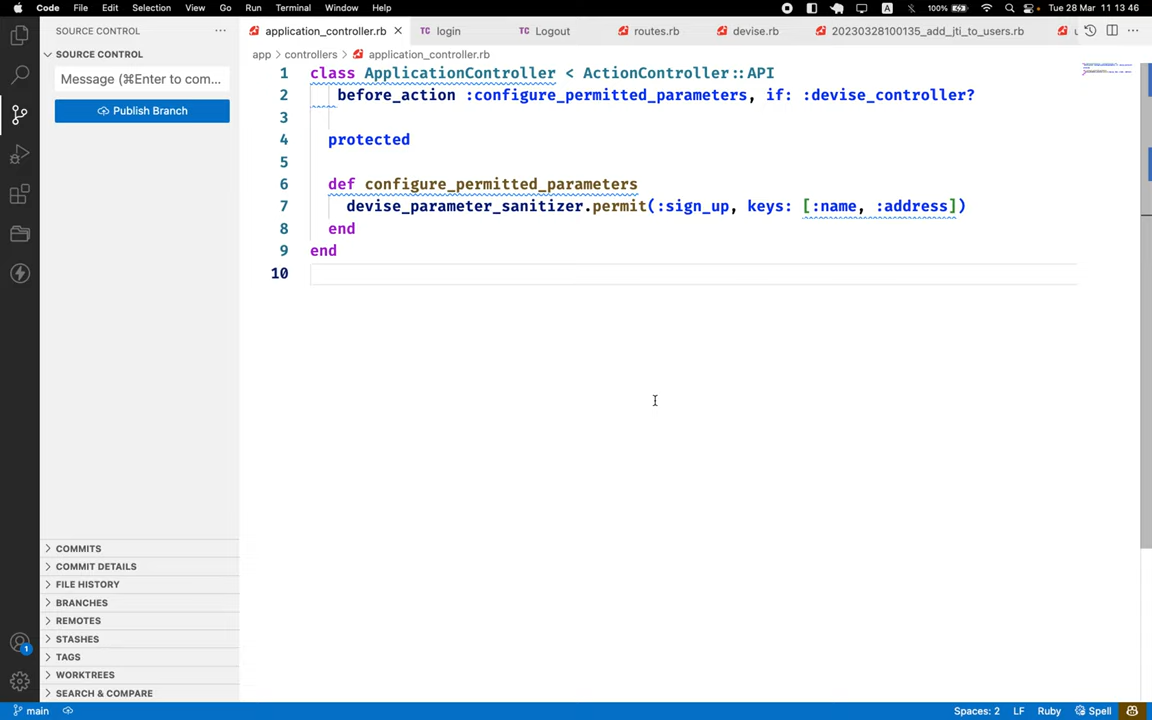 Code File Edit Selection View Go Run Terminal Window Help A 100% Tue 28 Mar 11 13 46
SOURCE CONTROL ···
application_controller.rb
TC login
TC Logout
routes.rb
devise.rb
20230328100135_add_jti_to_users.rb
SOURCE CONTROL
Message (⌘Enter to com...
Publish Branch
app > controllers > application_controller.rb
1 class ApplicationController < ActionController::API
2 before_action :configure_permitted_parameters, if: :devise_controller?
3
4 protected
5
6 def configure_permitted_parameters
7 devise_parameter_sanitizer.permit(:sign_up, keys: [:name, :address])
8 end
9 end
10
COMMITS
COMMIT DETAILS
FILE HISTORY
BRANCHES
REMOTES
STASHES
TAGS
WORKTREES
SEARCH & COMPARE
1
main
Spaces: 2 LF Ruby Spell